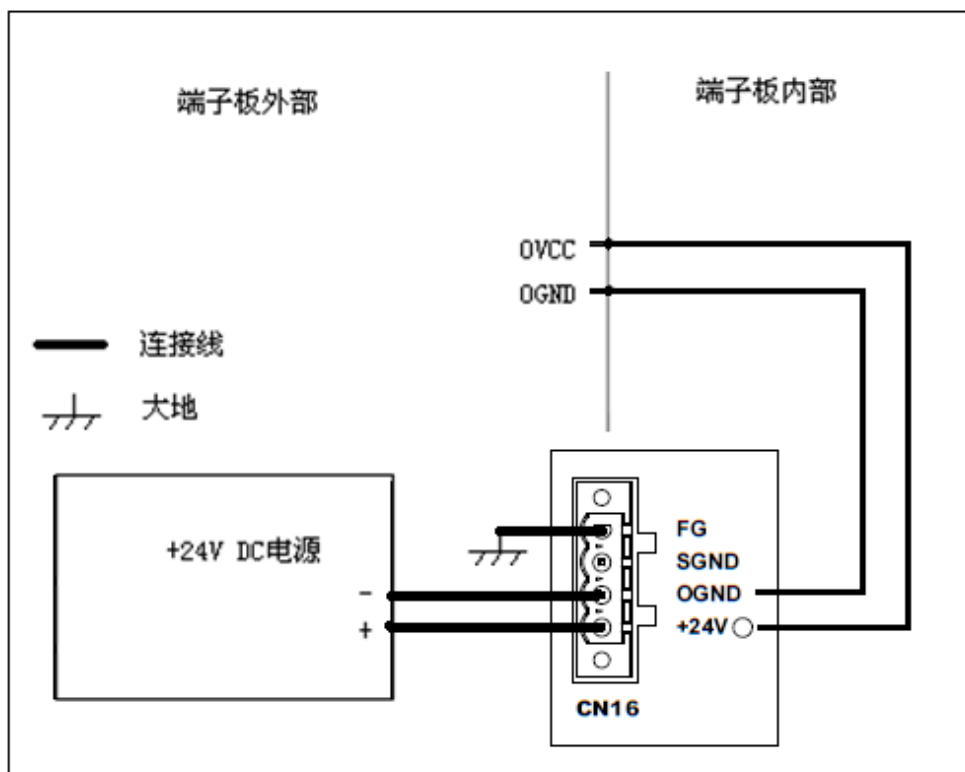 端子板外部
端子板内部
OVCC
OGND
连接线
大地
+24V DC电源
-
+
FG
SGND
OGND
+24V
CN16